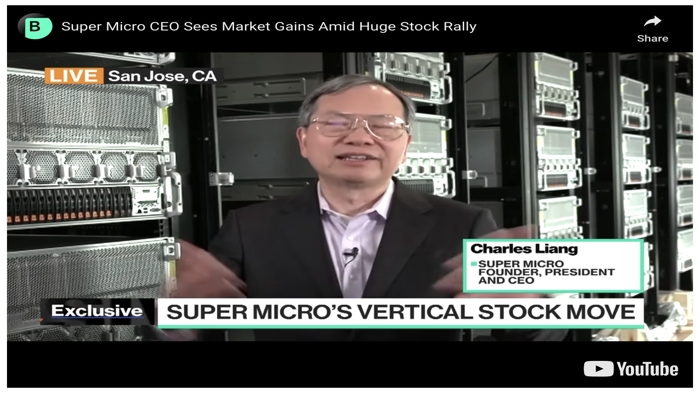 B
Super Micro CEO Sees Market Gains Amid Huge Stock Rally
Share
LIVE San Jose, CA
Charles Liang
SUPER MICRO
FOUNDER, PRESIDENT
AND CEO
Exclusive SUPER MICRO'S VERTICAL STOCK MOVE
YouTube